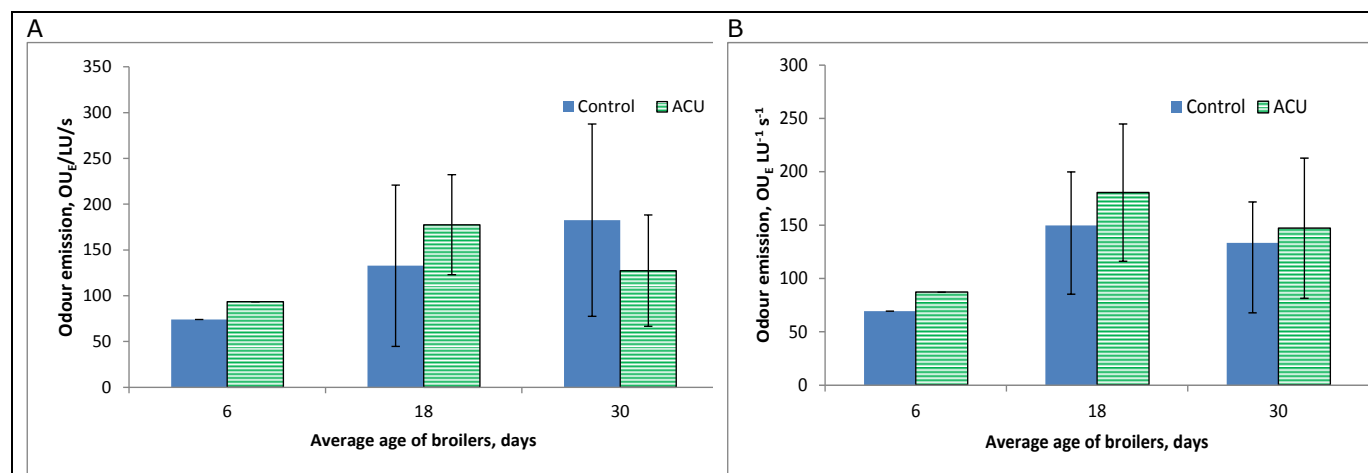 A
350
300
250
200
150
100
50
0
Odour emission, OU_E/LU/s
Control ACU
6 18 30
Average age of broilers, days
B
300
250
200
150
100
50
0
Odour emission, OU_E LU⁻¹ s⁻¹
Control ACU
6 18 30
Average age of broilers, days